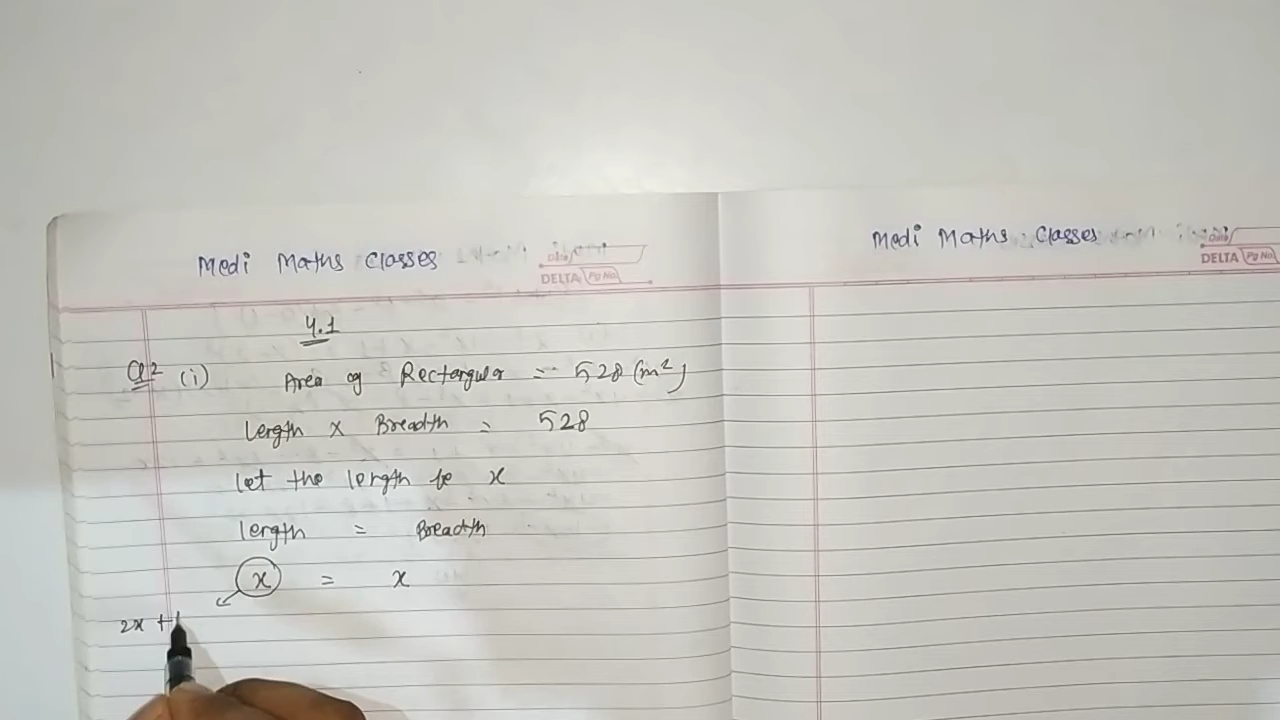 Medi Maths Classes
DELTA Pg No.
4.1
Q2 (i) Area of Rectangular = 528 (m²)
length × Breadth = 528
let the length be x
length = Breadth
x = x
2x +1
Medi Maths Classes
DELTA Pg No.